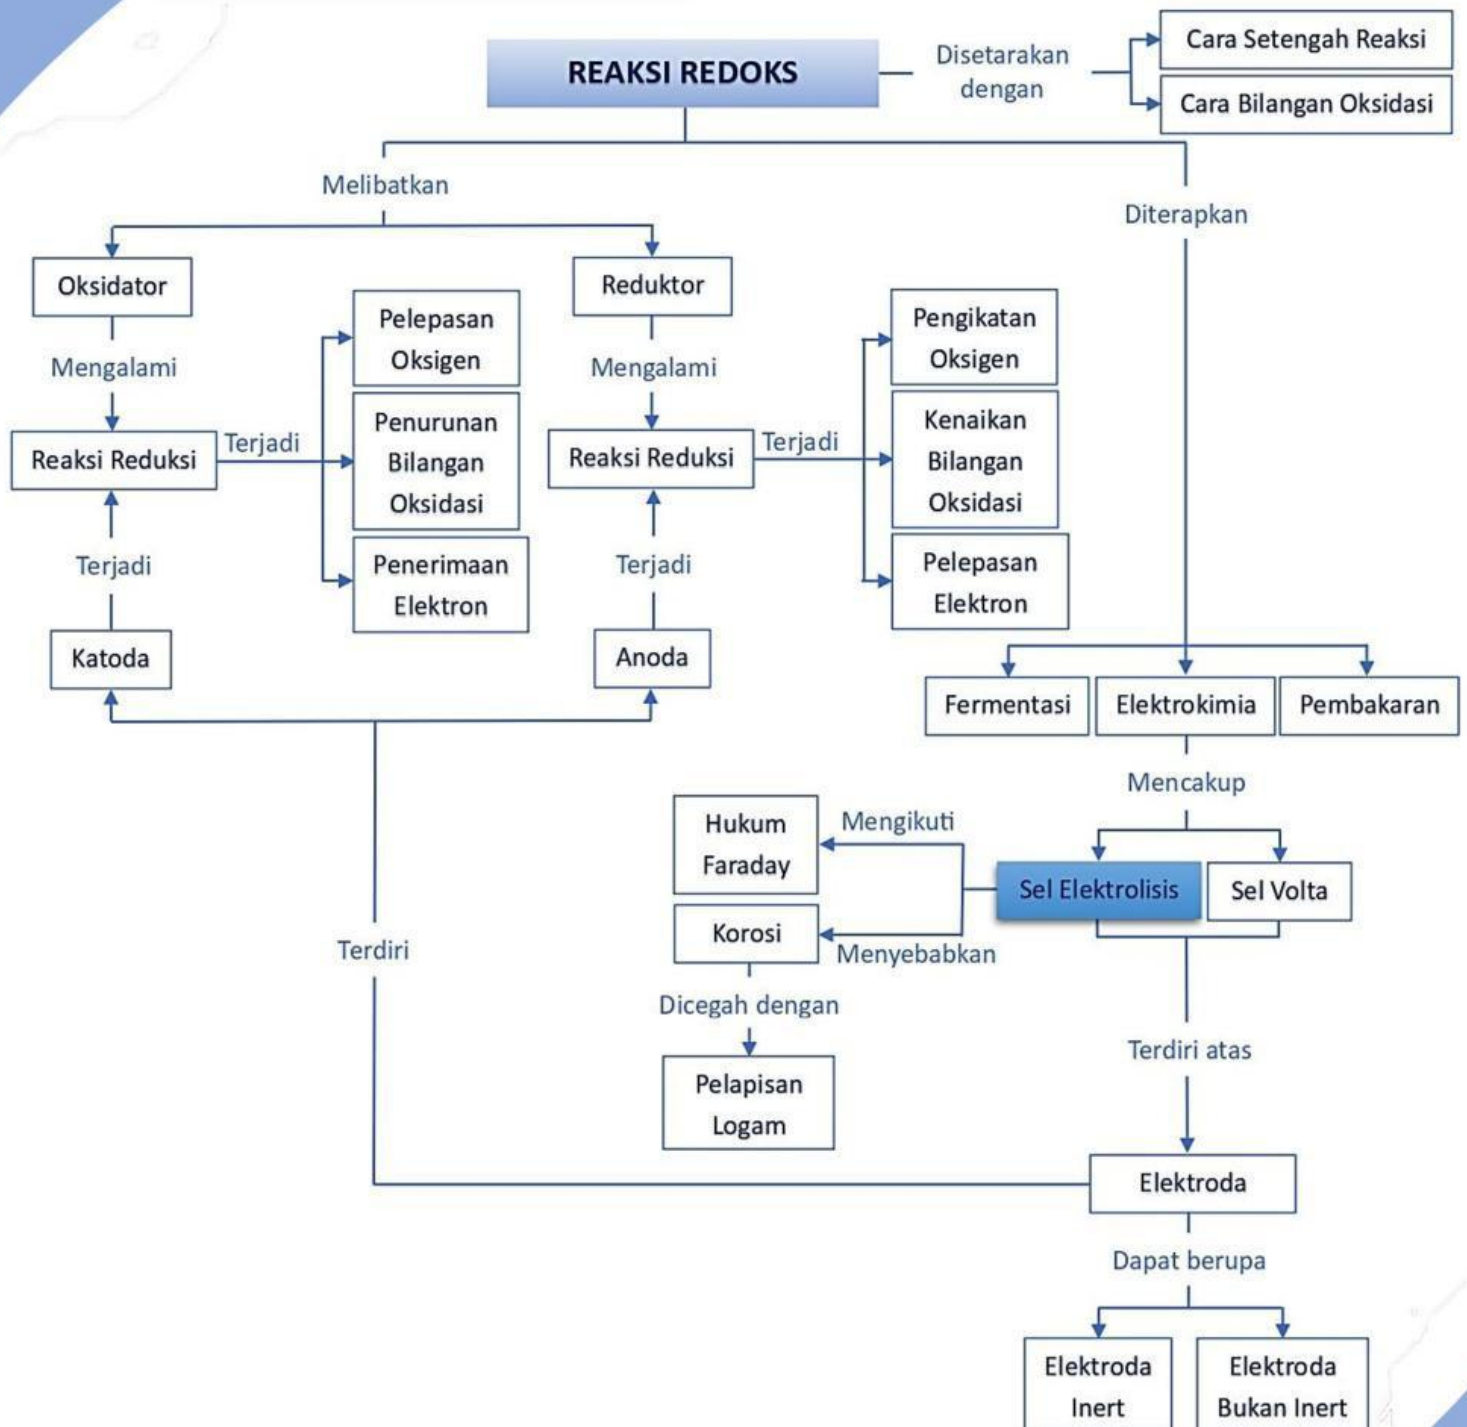 REAKSI REDOKS
Disetarakan
dengan
Cara Setengah Reaksi
Cara Bilangan Oksidasi
Melibatkan
Diterapkan
Oksidator
Reduktor
Mengalami
Mengalami
Pelepasan
Oksigen
Pengikatan
Oksigen
Reaksi Reduksi
Terjadi
Penurunan
Bilangan
Oksidasi
Reaksi Reduksi
Terjadi
Kenaikan
Bilangan
Oksidasi
Terjadi
Penerimaan
Elektron
Terjadi
Pelepasan
Elektron
Katoda
Anoda
Fermentasi
Elektrokimia
Pembakaran
Mencakup
Hukum
Faraday
Mengikuti
Sel Elektrolisis
Sel Volta
Korosi
Menyebabkan
Terdiri
Dicegah dengan
Terdiri atas
Pelapisan
Logam
Elektroda
Dapat berupa
Elektroda
Inert
Elektroda
Bukan Inert